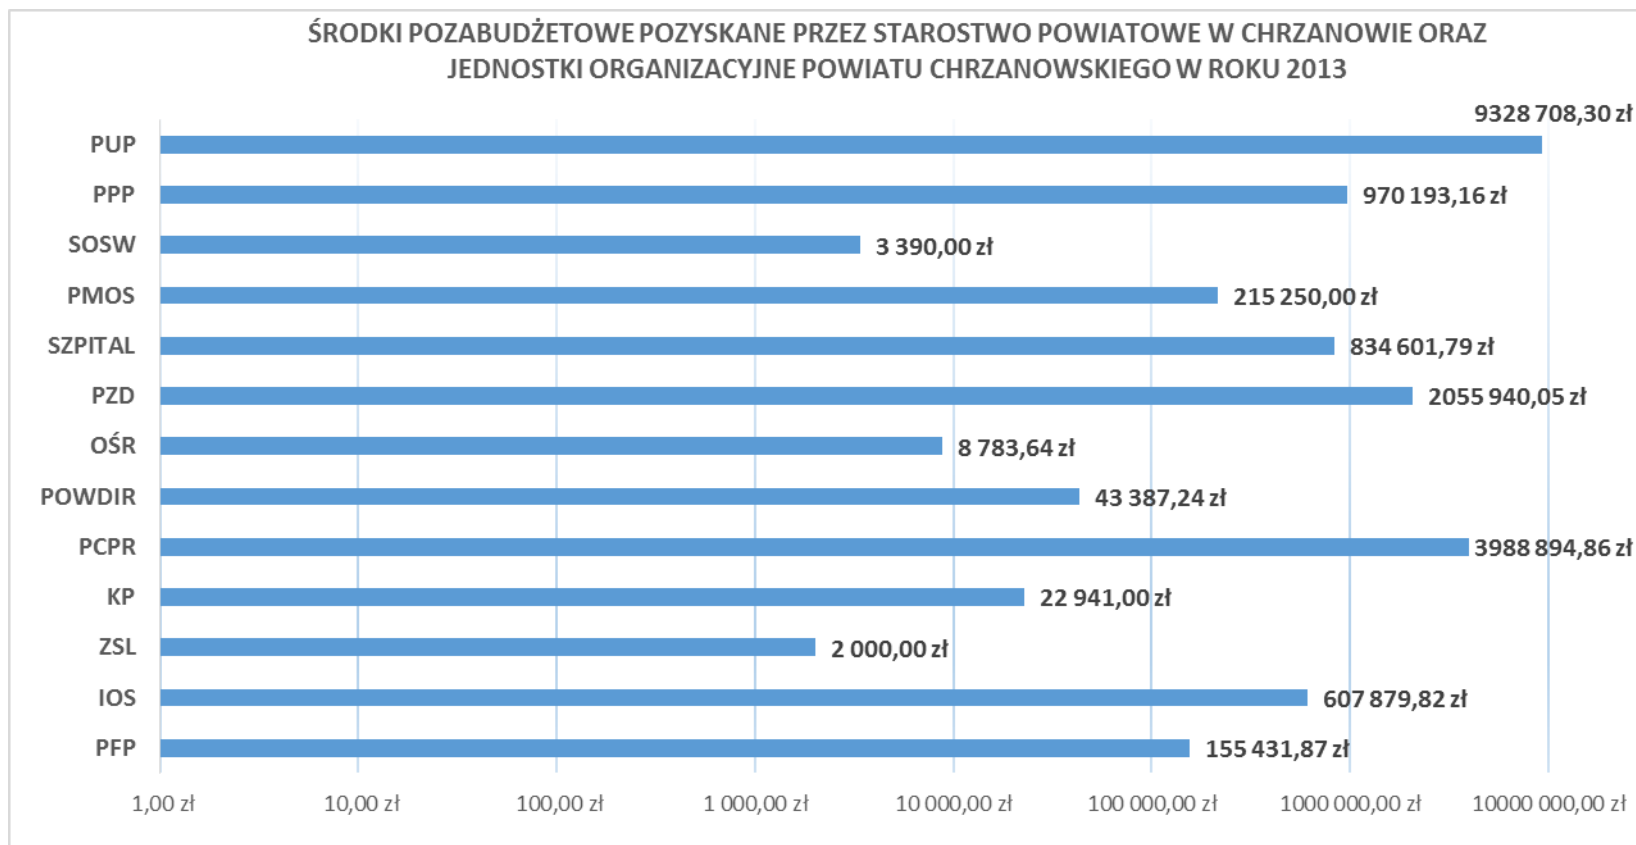 ŚRODKI POZABUDŻETOWE POZYSKANE PRZEZ STAROSTWO POWIATOWE W CHRZANOWIE ORAZ
JEDNOSTKI ORGANIZACYJNE POWIATU CHRZANOWSKIEGO W ROKU 2013
PUP 9328 708,30 zł
PPP 970 193,16 zł
SOSW 3 390,00 zł
PMOS 215 250,00 zł
SZPITAL 834 601,79 zł
PZD 2055 940,05 zł
OŚR 8 783,64 zł
POWDIR 43 387,24 zł
PCPR 3988 894,86 zł
KP 22 941,00 zł
ZSL 2 000,00 zł
IOS 607 879,82 zł
PFP 155 431,87 zł
1,00 zł 10,00 zł 100,00 zł 1 000,00 zł 10 000,00 zł 100 000,00 zł 1000 000,00 zł 10000 000,00 zł